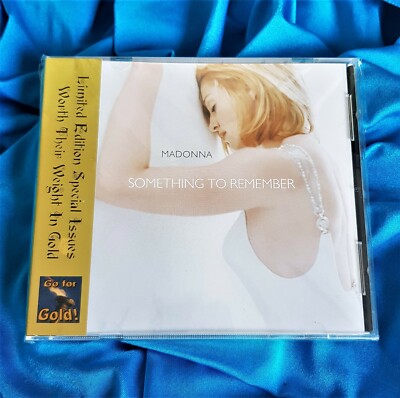 Limited Edition Special Issues
Worth Their Weight In Gold
Go for
Gold!
MADONNA
SOMETHING TO REMEMBER